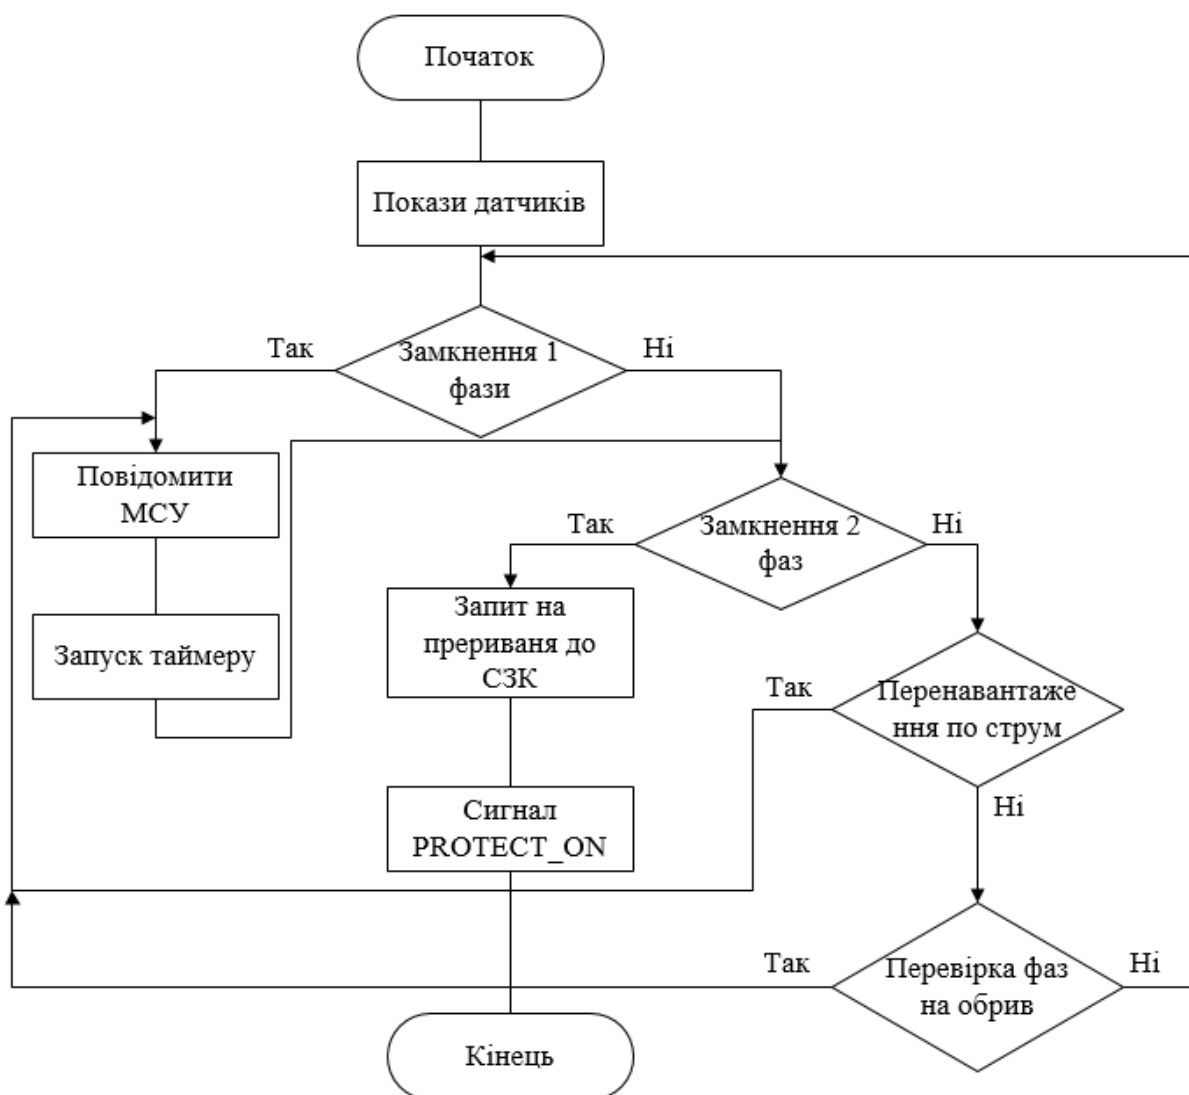 Початок
Покази датчиків
Так
Замкнення 1
фази
Ні
Повідомити
МСУ
Так
Замкнення 2
фаз
Ні
Запит на
прериваня до
СЗК
Запуск таймеру
Так
Перенавантаже
ння по струм
Ні
Сигнал
PROTECT_ON
Так
Перевірка фаз
на обрив
Ні
Кінець